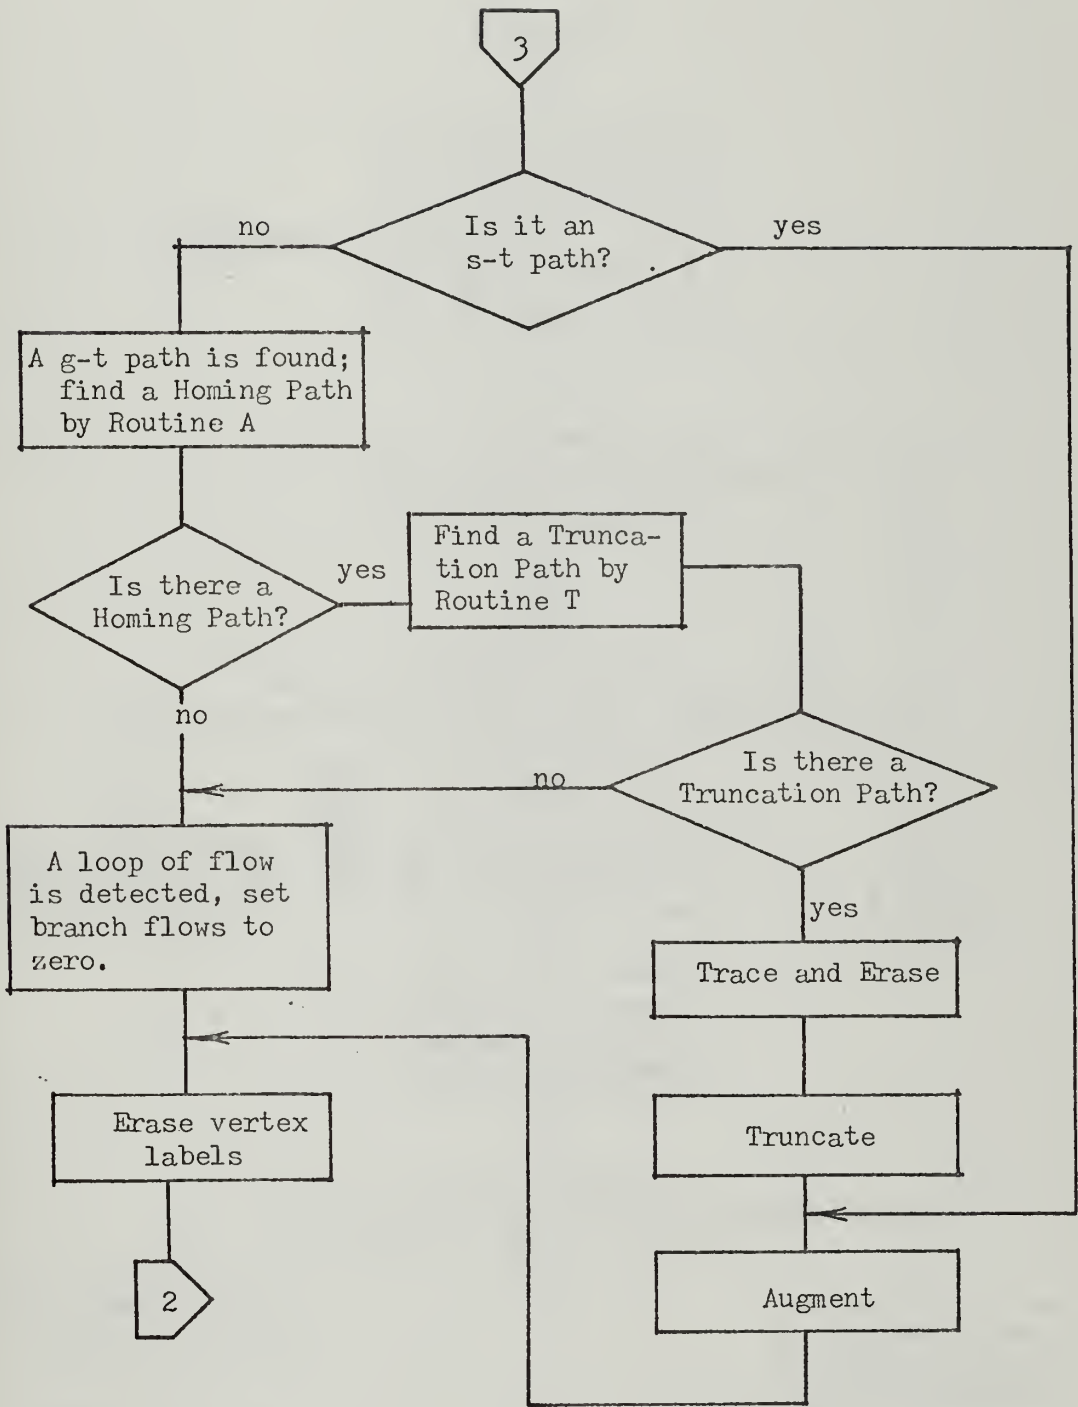 3
Is it an
s-t path?
no
yes
A g-t path is found;
find a Homing Path
by Routine A
Is there a
Homing Path?
yes
Find a Trunca-
tion Path by
Routine T
no
Is there a
Truncation Path?
no
yes
A loop of flow
is detected, set
branch flows to
zero.
Trace and Erase
Erase vertex
labels
Truncate
2
Augment